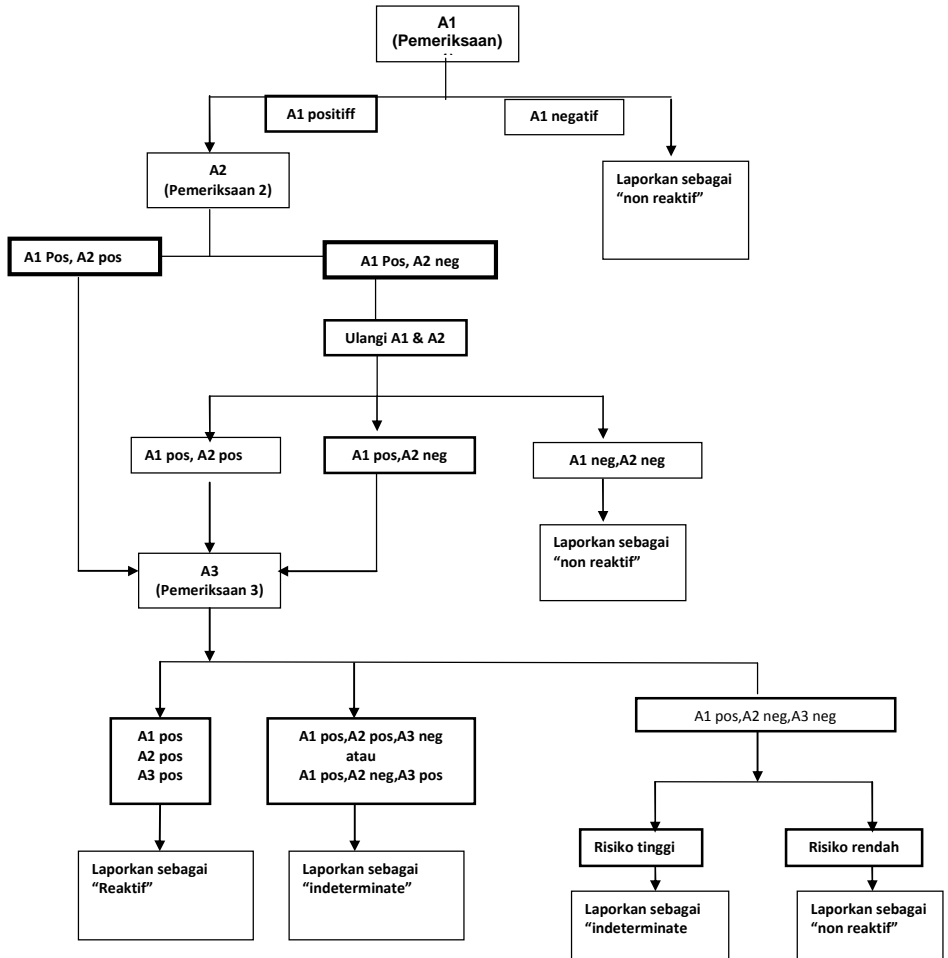 A1
(Pemeriksaan)
A1 positiff
A1 negatif
A2
(Pemeriksaan 2)
Laporkan sebagai
“non reaktif”
A1 Pos, A2 pos
A1 Pos, A2 neg
Ulangi A1 & A2
A1 pos, A2 pos
A1 pos,A2 neg
A1 neg,A2 neg
Laporkan sebagai
“non reaktif”
A3
(Pemeriksaan 3)
A1 pos
A2 pos
A3 pos
A1 pos,A2 pos,A3 neg
atau
A1 pos,A2 neg,A3 pos
A1 pos,A2 neg,A3 neg
Risiko tinggi
Risiko rendah
Laporkan sebagai
“Reaktif”
Laporkan sebagai
“indeterminate”
Laporkan sebagai
“indeterminate
Laporkan sebagai
“non reaktif”